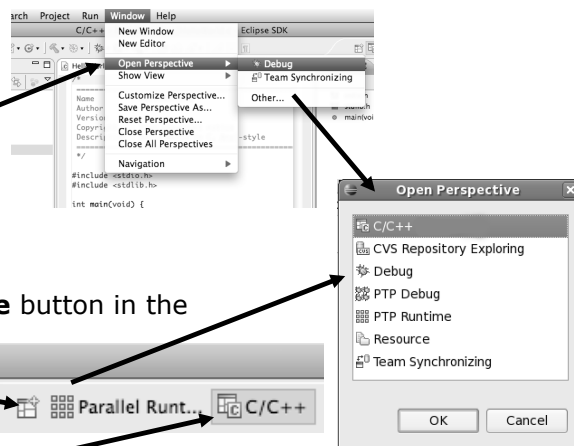 arch Project Run Window Help
C/C++ Eclipse SDK
New Window
New Editor
Open Perspective
Show View
Customize Perspective...
Save Perspective As...
Reset Perspective...
Close Perspective
Close All Perspectives
Navigation
Debug
Team Synchronizing
Other...
Hell
/*
Name
Author
Versio
Copyri
Descri -style
*/
#include <stdio.h>
#include <stdlib.h>
int main(void) {
main(voi
Open Perspective
C/C++
CVS Repository Exploring
Debug
PTP Debug
PTP Runtime
Resource
Team Synchronizing
OK Cancel
e button in the
Parallel Runt... C/C++